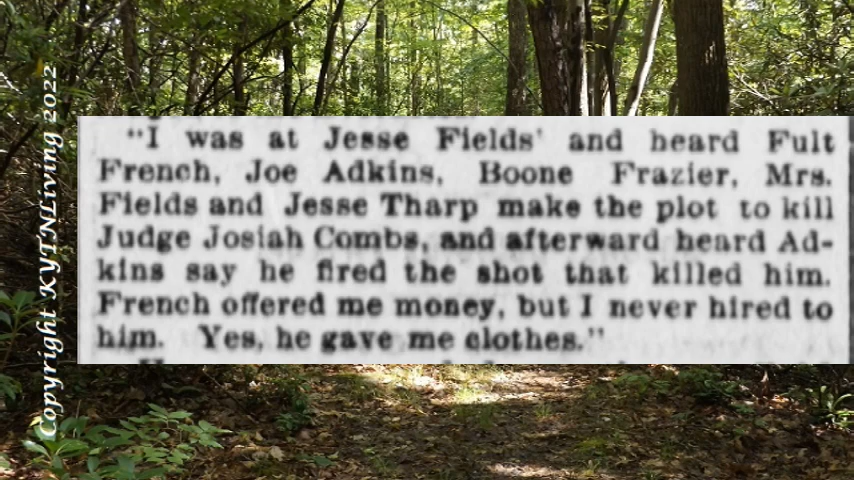 "I was at Jesse Fields' and heard Fult
French, Joe Adkins, Boone Frazier, Mrs.
Fields and Jesse Tharp make the plot to kill
Judge Josiah Combs, and afterward heard Ad-
kins say he fired the shot that killed him.
French offered me money, but I never hired to
him. Yes, he gave me clothes."
Copyright KYTNLiving 2022